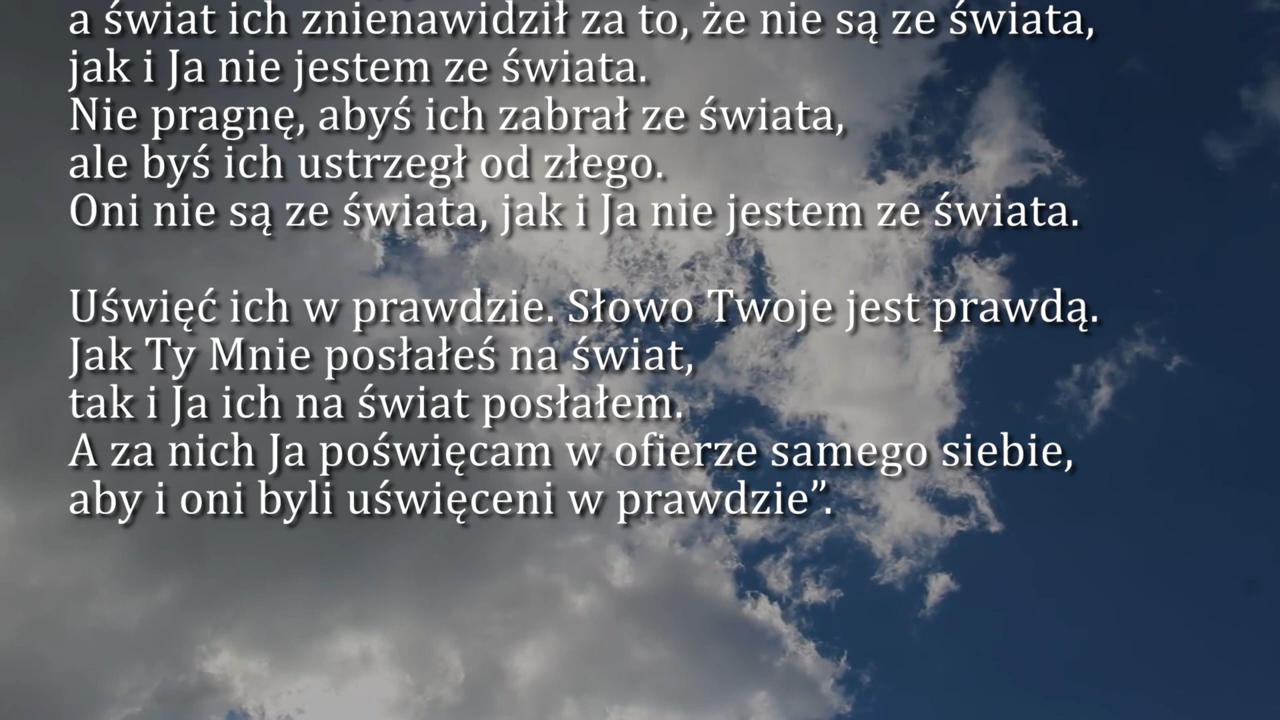 a świat ich znienawidził za to, że nie są ze świata,
jak i Ja nie jestem ze świata.
Nie pragnę, abyś ich zabrał ze świata,
ale byś ich ustrzegł od złego.
Oni nie są ze świata, jak i Ja nie jestem ze świata.
Uświęć ich w prawdzie. Słowo Twoje jest prawdą.
Jak Ty Mnie posłałeś na świat,
tak i Ja ich na świat posłałem.
A za nich Ja poświęcam w ofierze samego siebie,
aby i oni byli uświęceni w prawdzie”.